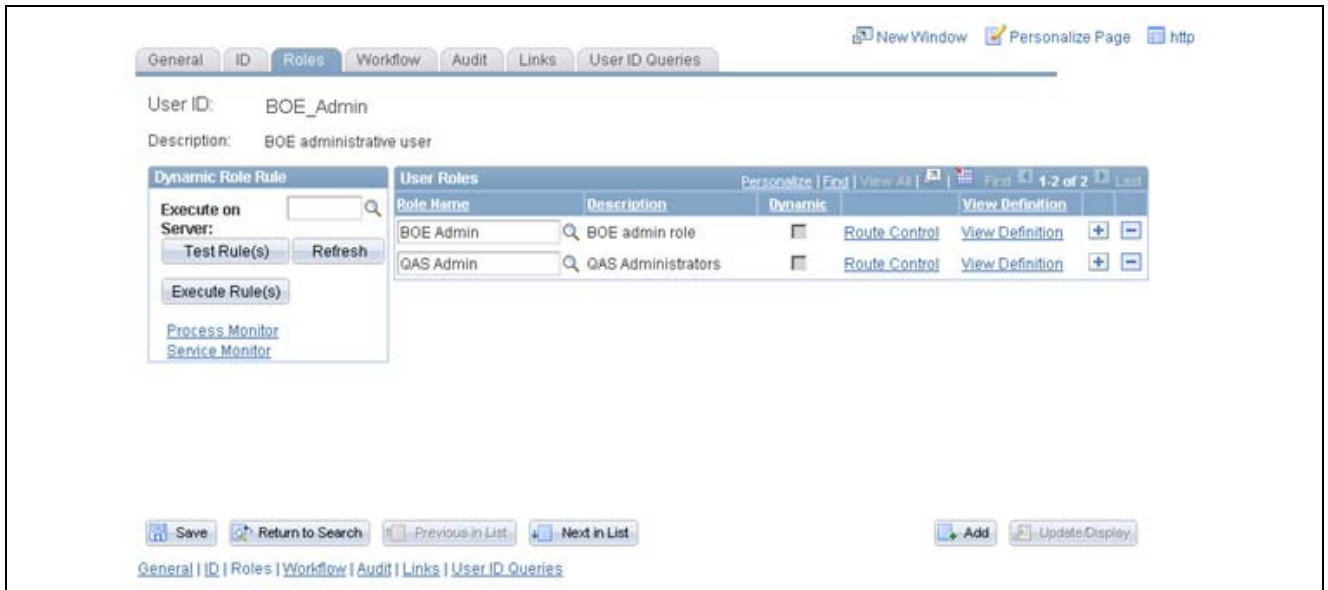 New Window Personalize Page http
General ID Roles Workflow Audit Links User ID Queries
User ID: BOE_Admin
Description: BOE administrative user
Dynamic Role Rule
Execute on Server:
Test Rule(s) Refresh
Execute Rule(s)
Process Monitor
Service Monitor
User Roles Personalize | Find | View All | | First 1-2 of 2 Last
Role Name Description Dynamic View Definition
BOE Admin BOE admin role Route Control View Definition
QAS Admin QAS Administrators Route Control View Definition
Save Return to Search Previous in List Next in List Add Update/Display
General | ID | Roles | Workflow | Audit | Links | User ID Queries